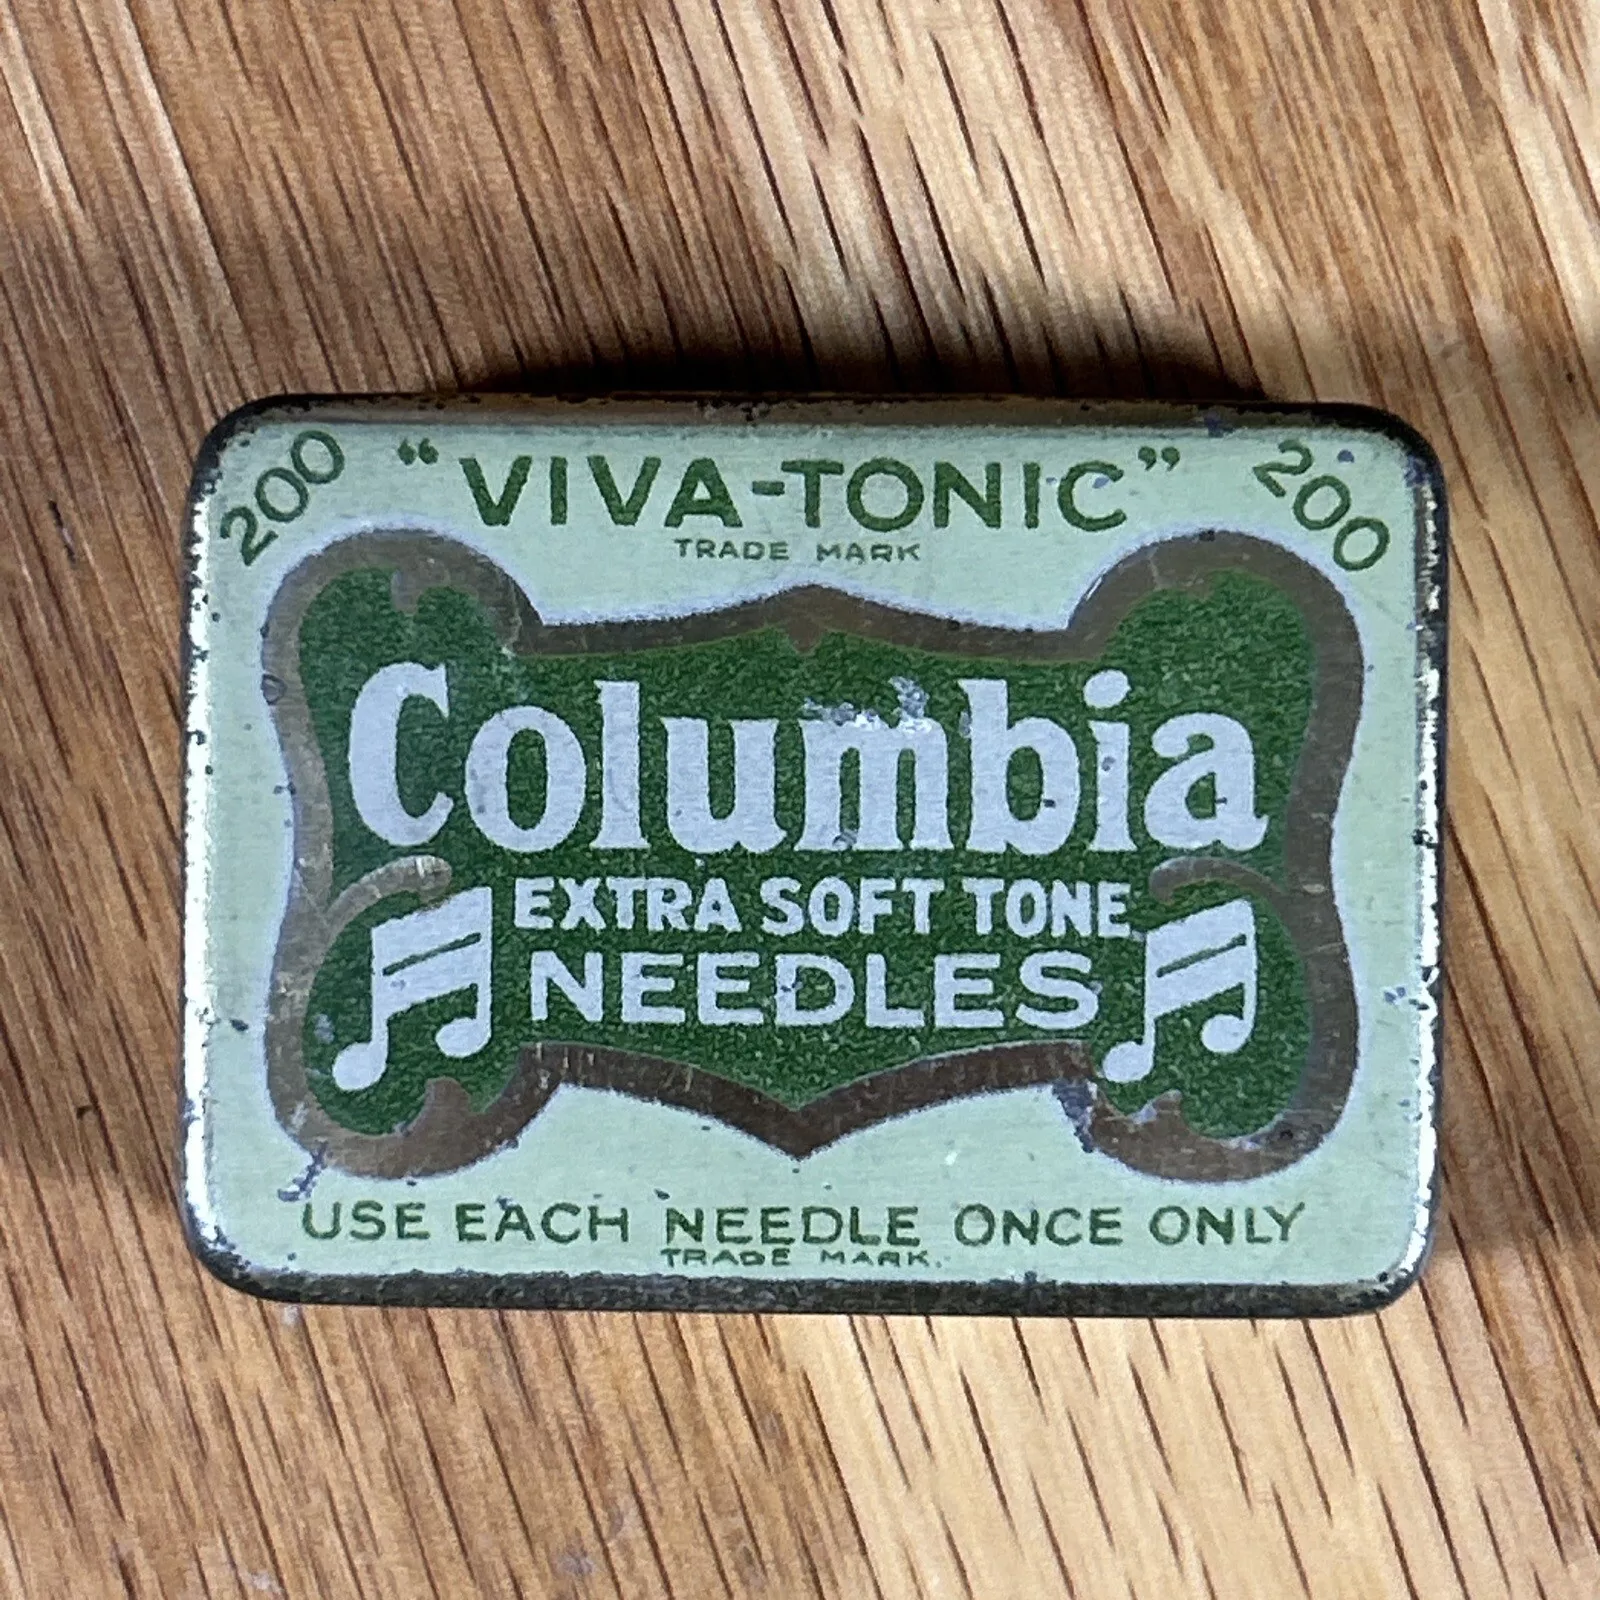 200 "VIVA-TONIC" 200
TRADE MARK
Columbia
EXTRA SOFT TONE
NEEDLES
USE EACH NEEDLE ONCE ONLY
TRADE MARK.